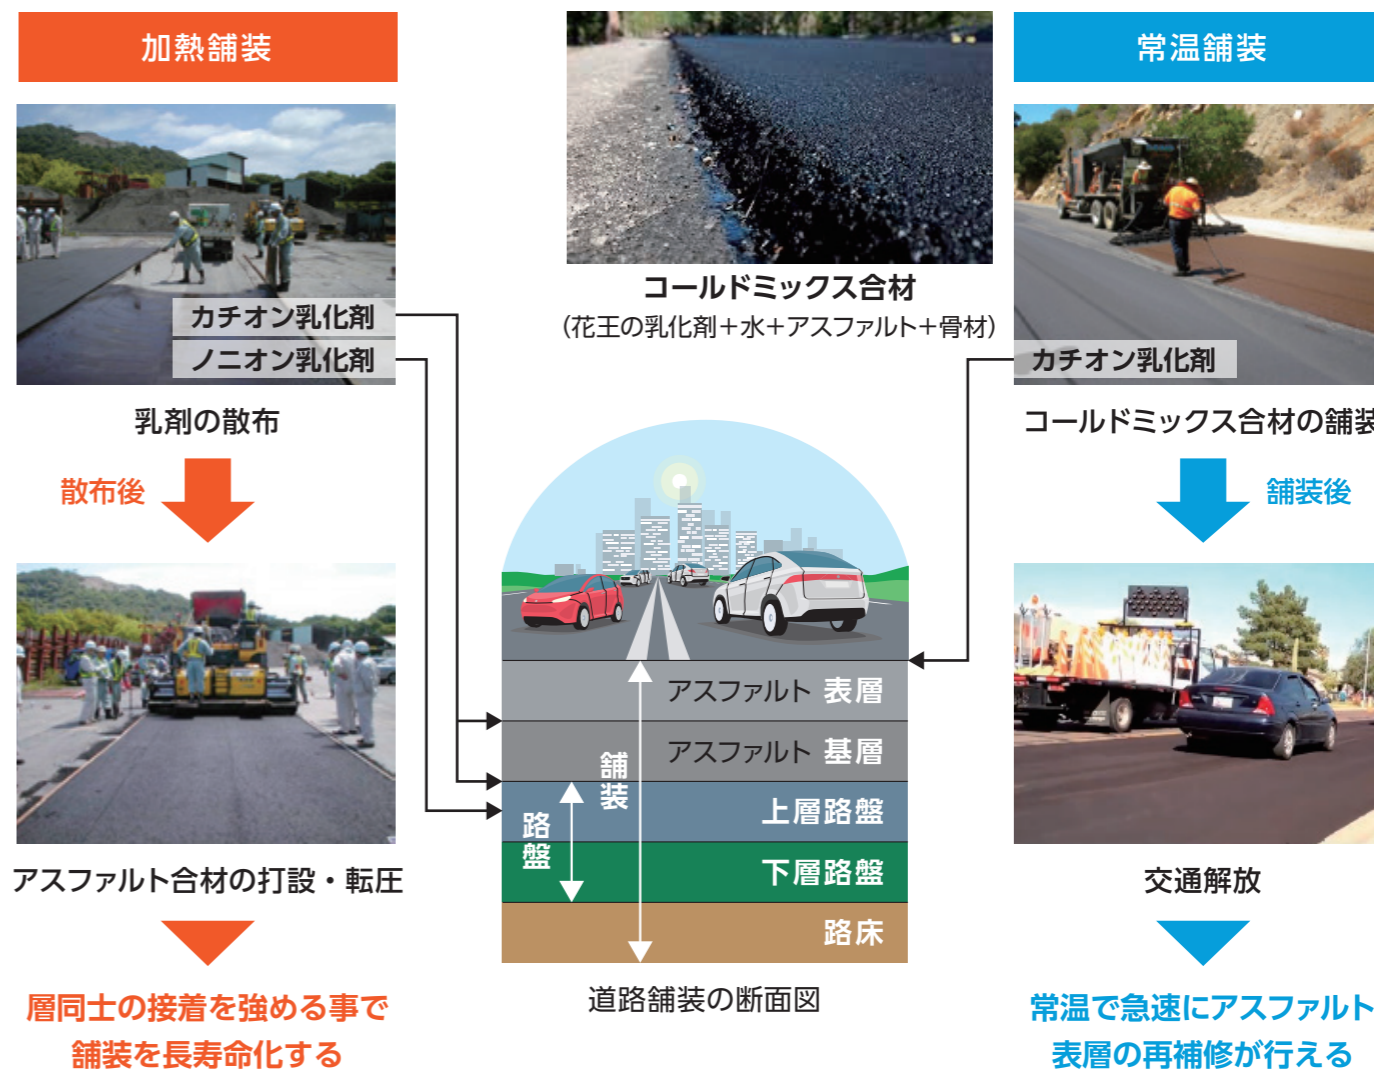 加熱舗装
カチオン乳化剤
ノニオン乳化剤
乳剤の散布
散布後
アスファルト合材の打設・転圧
層同士の接着を強める事で
舗装を長寿命化する
コールドミックス合材
（花王の乳化剤＋水＋アスファルト＋骨材）
アスファルト 表層
アスファルト 基層
舗装
路盤
上層路盤
下層路盤
路床
道路舗装の断面図
常温舗装
カチオン乳化剤
コールドミックス合材の舗装
舗装後
交通解放
常温で急速にアスファルト
表層の再補修が行える